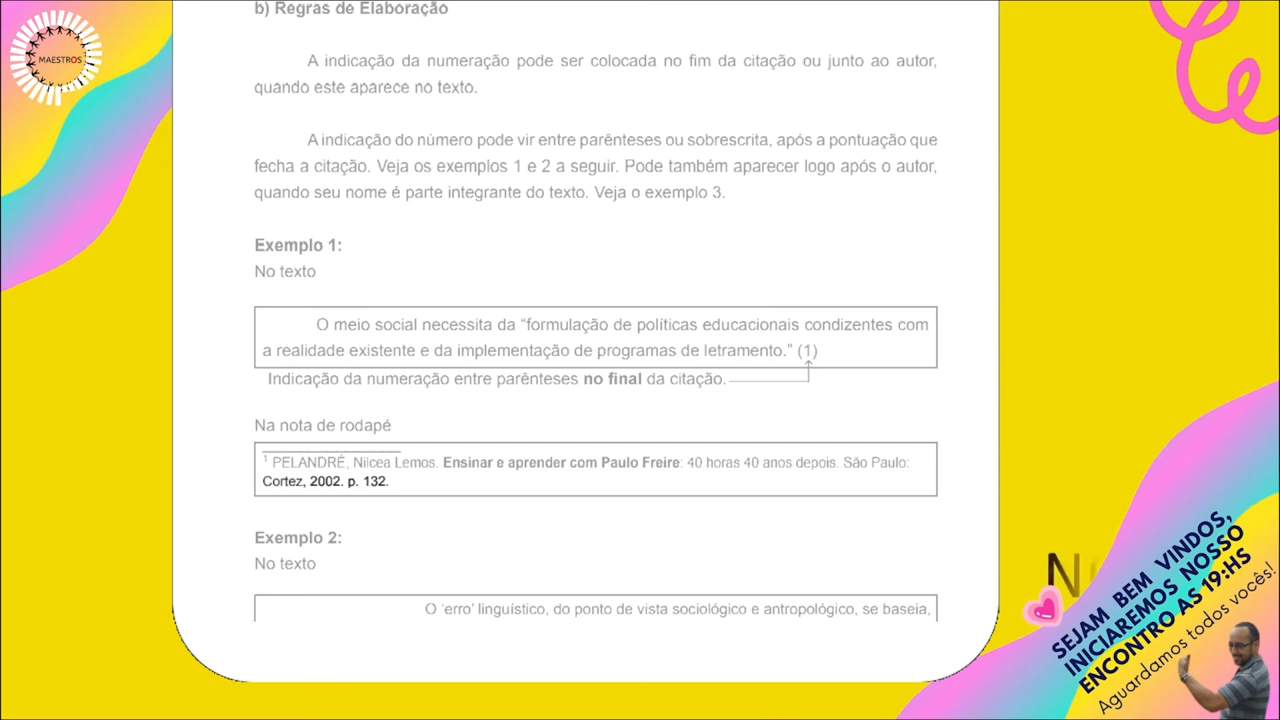 MAESTROS
b) Regras de Elaboração
A indicação da numeração pode ser colocada no fim da citação ou junto ao autor,
quando este aparece no texto.
A indicação do número pode vir entre parênteses ou sobrescrita, após a pontuação que
fecha a citação. Veja os exemplos 1 e 2 a seguir. Pode também aparecer logo após o autor,
quando seu nome é parte integrante do texto. Veja o exemplo 3.
Exemplo 1:
No texto
O meio social necessita da “formulação de políticas educacionais condizentes com
a realidade existente e da implementação de programas de letramento.” (1)
Indicação da numeração entre parênteses no final da citação.
Na nota de rodapé
1 PELANDRÉ, Nilcea Lemos. Ensinar e aprender com Paulo Freire: 40 horas 40 anos depois. São Paulo:
Cortez, 2002. p. 132.
Exemplo 2:
No texto
O ‘erro’ linguístico, do ponto de vista sociológico e antropológico, se baseia,
N
SEJAM BEM VINDOS,
INICIAREMOS NOSSO
ENCONTRO AS 19:HS
Aguardamos todos vocês!